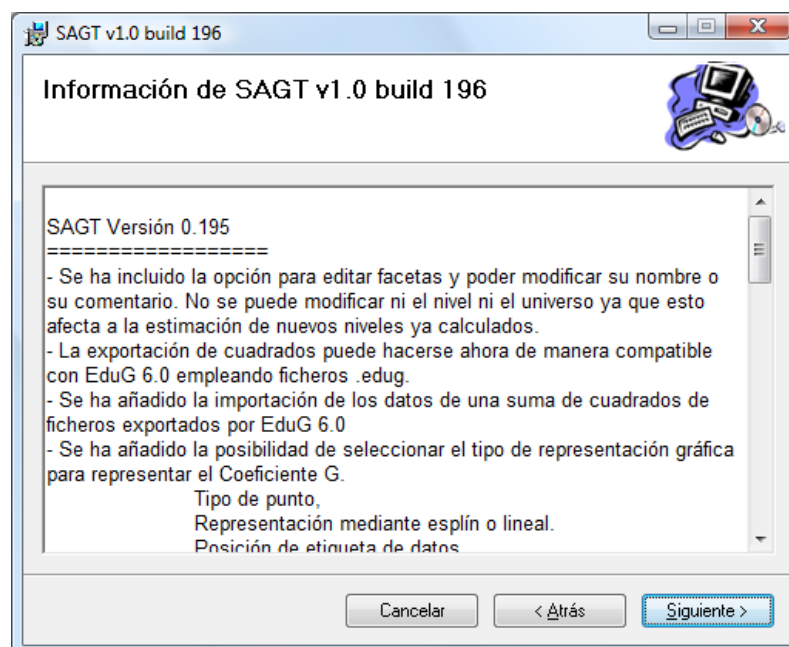 SAGT v1.0 build 196
Información de SAGT v1.0 build 196
SAGT Versión 0.195
==================
- Se ha incluido la opción para editar facetas y poder modificar su nombre o
su comentario. No se puede modificar ni el nivel ni el universo ya que esto
afecta a la estimación de nuevos niveles ya calculados.
- La exportación de cuadrados puede hacerse ahora de manera compatible
con EduG 6.0 empleando ficheros .edug.
- Se ha añadido la importación de los datos de una suma de cuadrados de
ficheros exportados por EduG 6.0
- Se ha añadido la posibilidad de seleccionar el tipo de representación gráfica
para representar el Coeficiente G.
Tipo de punto,
Representación mediante esplín o lineal.
Posición de etiqueta de datos
Cancelar
< Atrás
Siguiente >